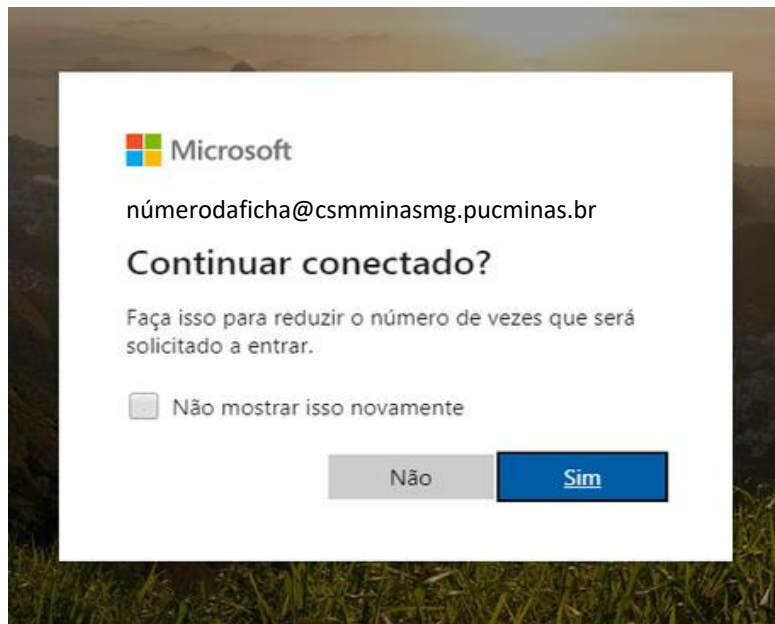 Microsoft
númerodaficha@csmminasmg.pucminas.br
Continuar conectado?
Faça isso para reduzir o número de vezes que será
solicitado a entrar.
Não mostrar isso novamente
Não
Sim